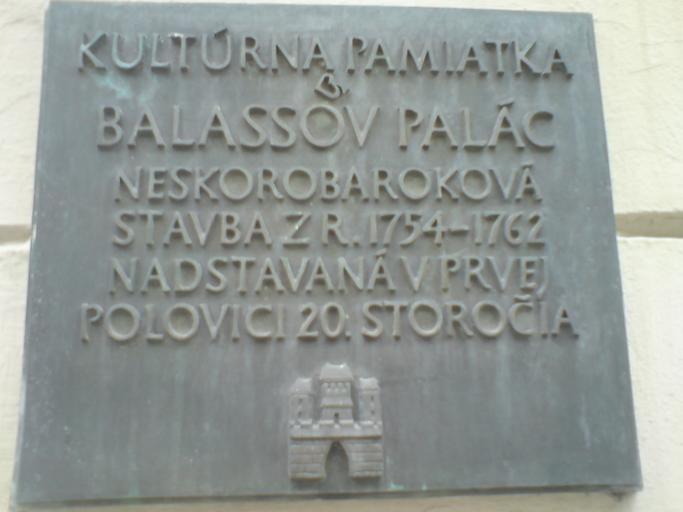 KULTÚRNA PAMIATKA
BALASSOV PALÁC
NESKOROBAROKOVÁ
STAVBA Z R. 1754-1762
NADSTAVANÁ V PRVEJ
POLOVICI 20. STOROČIA